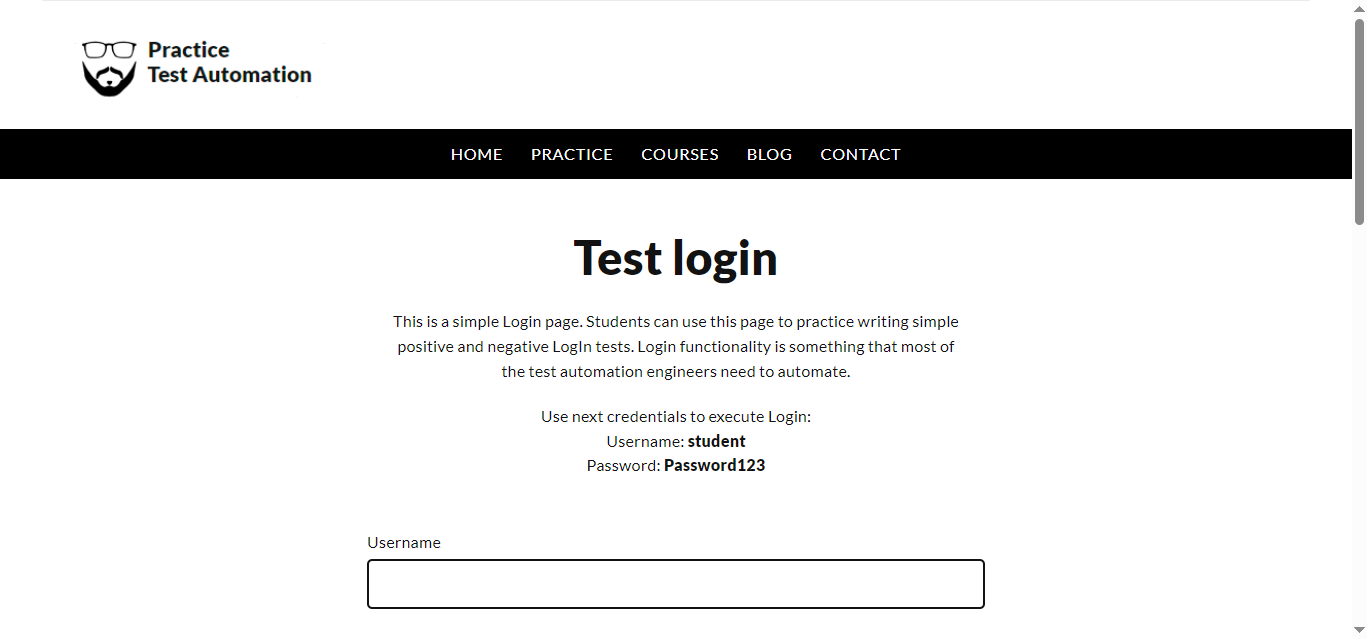 Practice
Test Automation
HOME PRACTICE COURSES BLOG CONTACT
Test login
This is a simple Login page. Students can use this page to practice writing simple
positive and negative LogIn tests. Login functionality is something that most of
the test automation engineers need to automate.
Use next credentials to execute Login:
Username: student
Password: Password123
Username